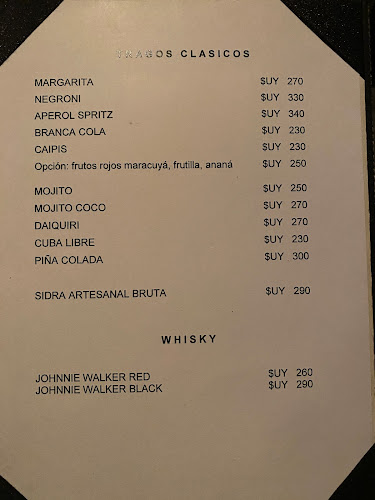 TRAGOS CLASICOS
MARGARITA $UY 270
NEGRONI $UY 330
APEROL SPRITZ $UY 340
BRANCA COLA $UY 230
CAIPIS $UY 230
Opción: frutos rojos maracuyá, frutilla, ananá $UY 250
MOJITO $UY 250
MOJITO COCO $UY 270
DAIQUIRI $UY 270
CUBA LIBRE $UY 230
PIÑA COLADA $UY 300
SIDRA ARTESANAL BRUTA $UY 290
WHISKY
JOHNNIE WALKER RED $UY 260
JOHNNIE WALKER BLACK $UY 290